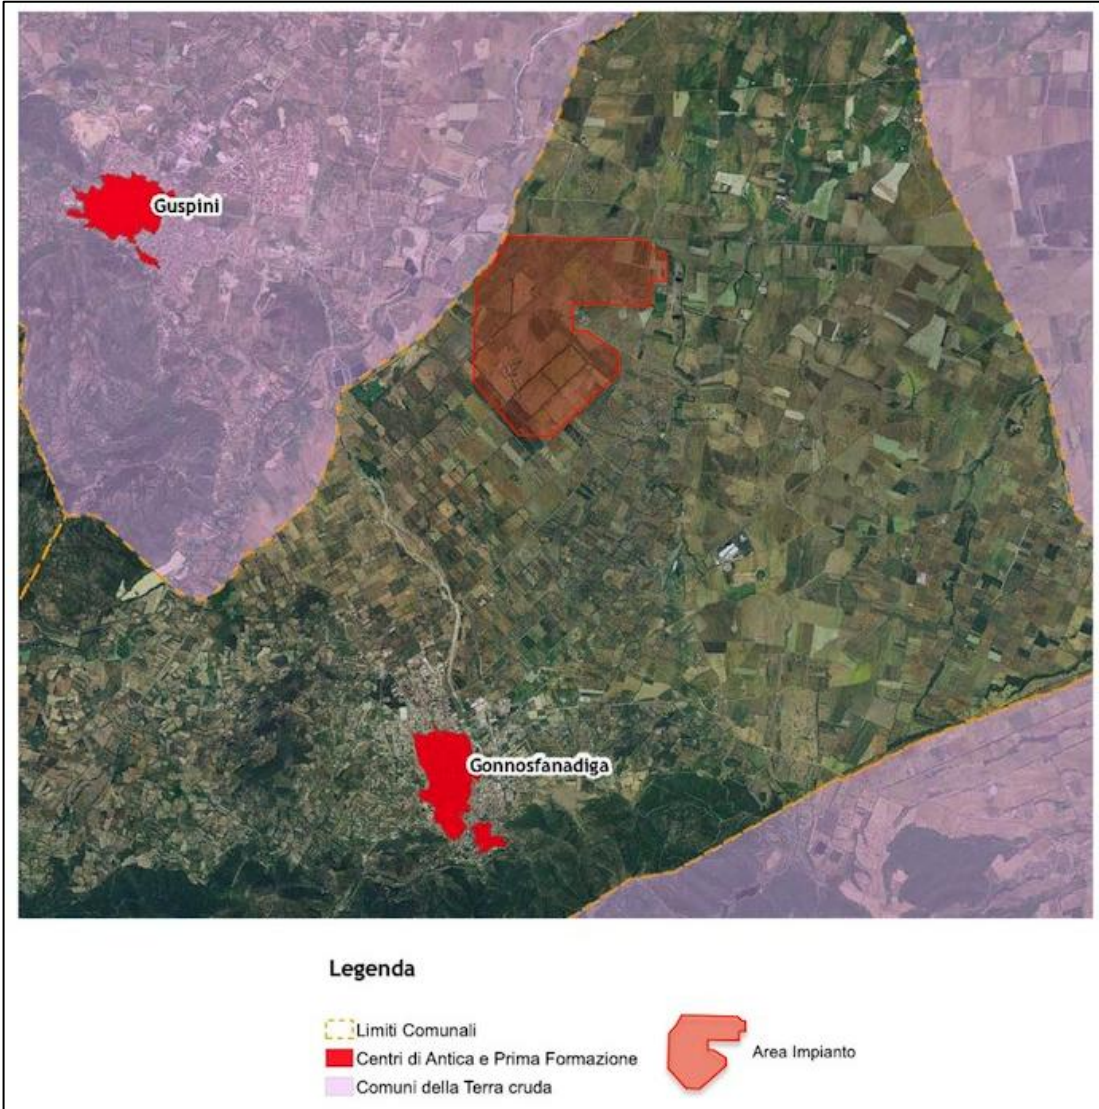 Guspini
Gonnosfanadiga
Legenda
Limiti Comunali
Centri di Antica e Prima Formazione
Comuni della Terra cruda
Area Impianto